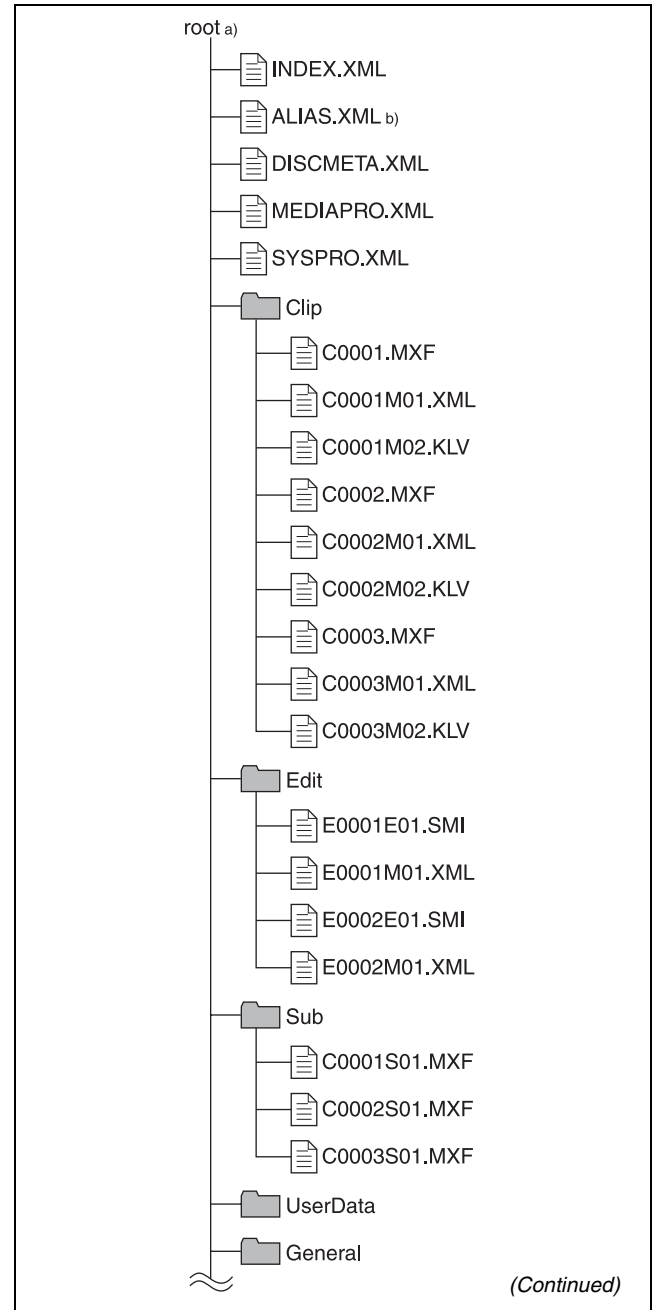 root a)
INDEX.XML
ALIAS.XML b)
DISCMETA.XML
MEDIAPRO.XML
SYSPRO.XML
Clip
C0001.MXF
C0001M01.XML
C0001M02.KLV
C0002.MXF
C0002M01.XML
C0002M02.KLV
C0003.MXF
C0003M01.XML
C0003M02.KLV
Edit
E0001E01.SMI
E0001M01.XML
E0002E01.SMI
E0002M01.XML
Sub
C0001S01.MXF
C0002S01.MXF
C0003S01.MXF
UserData
General
(Continued)